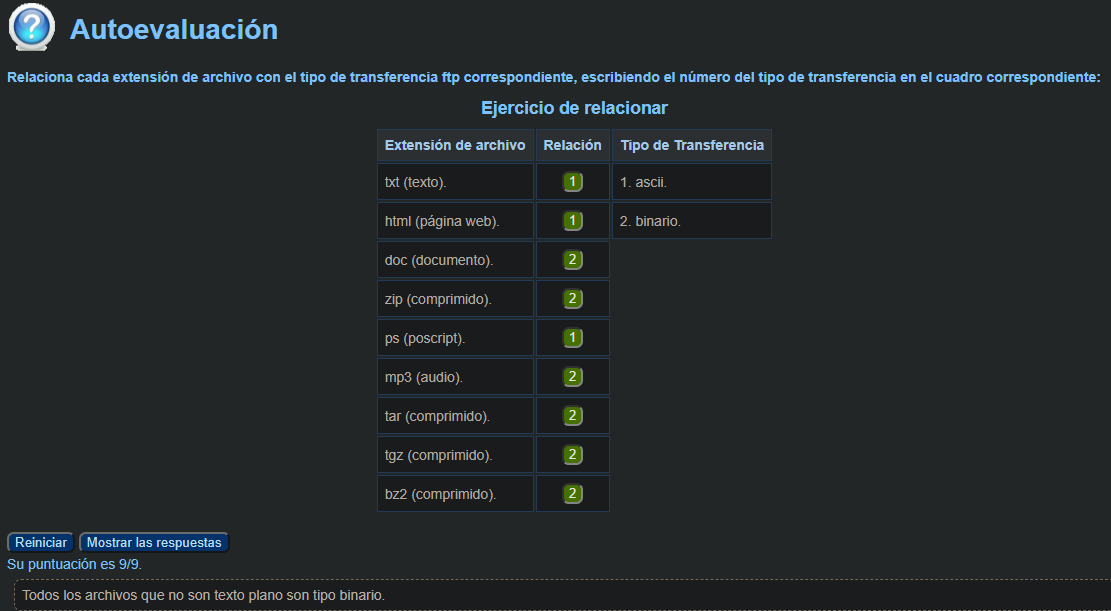 Autoevaluación
Relaciona cada extensión de archivo con el tipo de transferencia ftp correspondiente, escribiendo el número del tipo de transferencia en el cuadro correspondiente:
Ejercicio de relacionar
Extensión de archivo Relación Tipo de Transferencia
txt (texto). 1 1. ascii.
html (página web). 1 2. binario.
doc (documento). 2
zip (comprimido). 2
ps (poscript). 1
mp3 (audio). 2
tar (comprimido). 2
tgz (comprimido). 2
bz2 (comprimido). 2
Reiniciar Mostrar las respuestas
Su puntuación es 9/9.
Todos los archivos que no son texto plano son tipo binario.